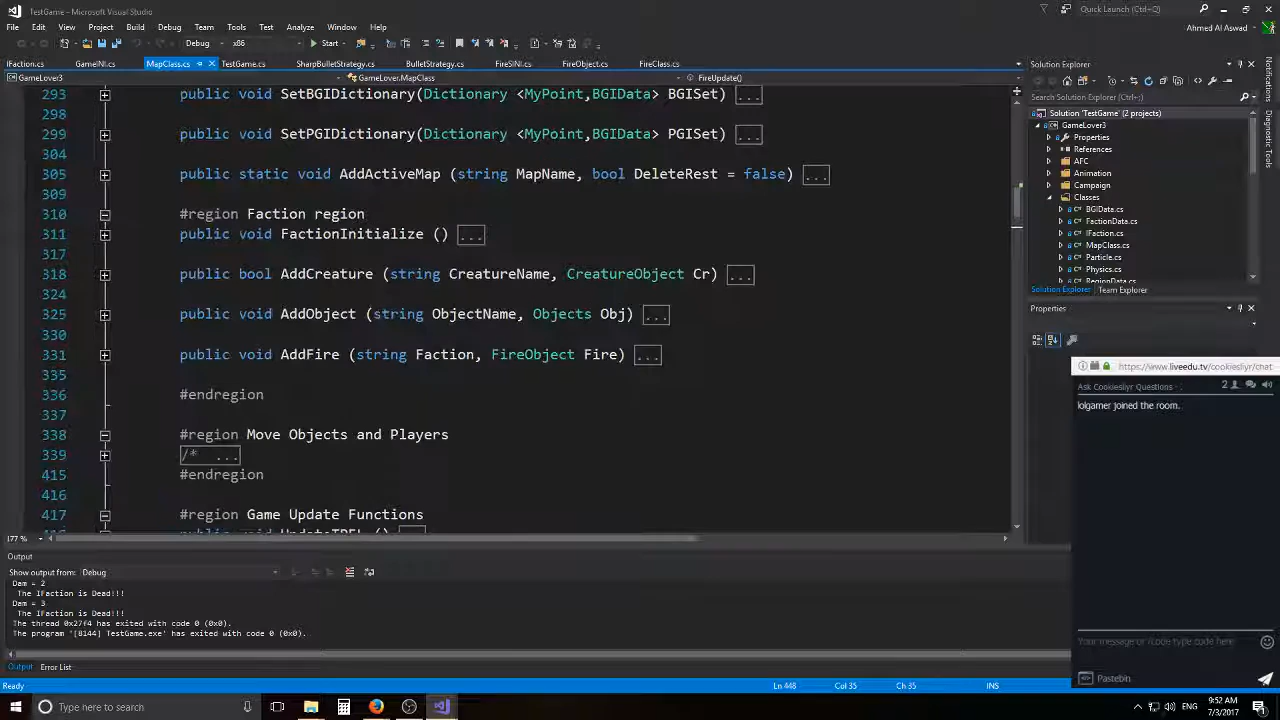 TestGame - Microsoft Visual Studio
Quick Launch (Ctrl+Q)
File Edit View Project Build Debug Team Tools Test Analyze Window Help
Ahmed Al Aswad
Debug x86 Start
IFaction.cs GameINI.cs MapClass.cs TestGame.cs SharpBulletStrategy.cs BulletStrategy.cs FireSINI.cs FireObject.cs FireClass.cs
GameLover3 GameLover.MapClass FireUpdate()
293 public void SetBGIDictionary(Dictionary <MyPoint,BGIData> BGISet) ...
298
299 public void SetPGIDictionary(Dictionary <MyPoint,BGIData> PGISet) ...
304
305 public static void AddActiveMap (string MapName, bool DeleteRest = false) ...
309
310 #region Faction region
311 public void FactionInitialize () ...
317
318 public bool AddCreature (string CreatureName, CreatureObject Cr) ...
324
325 public void AddObject (string ObjectName, Objects Obj) ...
330
331 public void AddFire (string Faction, FireObject Fire) ...
335
336 #endregion
337
338 #region Move Objects and Players
339 /* ...
415 #endregion
416
417 #region Game Update Functions
177 %
Solution Explorer
Search Solution Explorer (Ctrl+;)
Solution 'TestGame' (2 projects)
GameLover3
Properties
References
AFC
Animation
Campaign
Classes
BGIData.cs
FactionData.cs
IFaction.cs
MapClass.cs
Particle.cs
Physics.cs
RegionData.cs
Solution Explorer Team Explorer
Properties
Notifications
Diagnostic Tools
https://www.liveedu.tv/cookiesliyr/chat
Ask Cookiesliyr Questions - : 2
lolgamer joined the room.
Your message or /code type code here
Pastebin
Output
Show output from: Debug
Dam = 2
The IFaction is Dead!!!
Dam = 3
The IFaction is Dead!!!
The thread 0x27f4 has exited with code 0 (0x0).
The program '[8144] TestGame.exe' has exited with code 0 (0x0).
Output Error List
Ready Ln 448 Col 35 Ch 35 INS
Type here to search
9:52 AM
7/3/2017